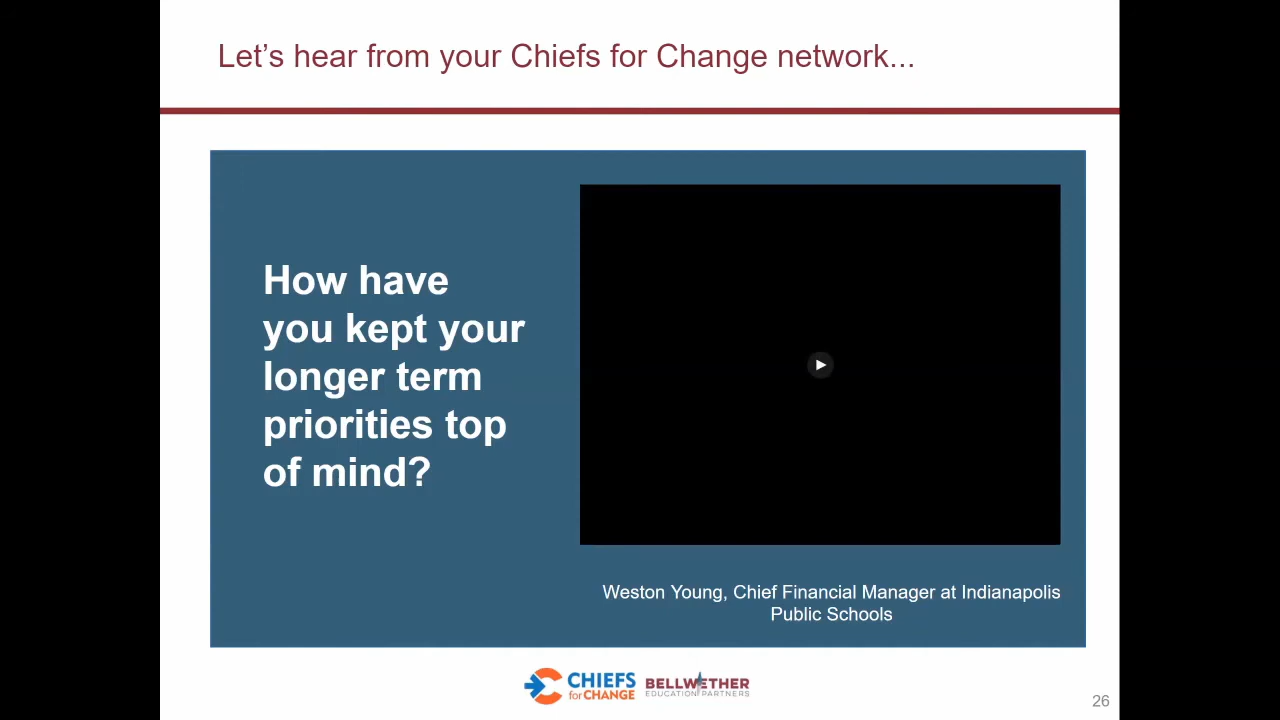 Let's hear from your Chiefs for Change network...
How have
you kept your
longer term
priorities top
of mind?
Weston Young, Chief Financial Manager at Indianapolis
Public Schools
CHIEFS
for CHANGE
BELLWETHER
EDUCATION PARTNERS
26